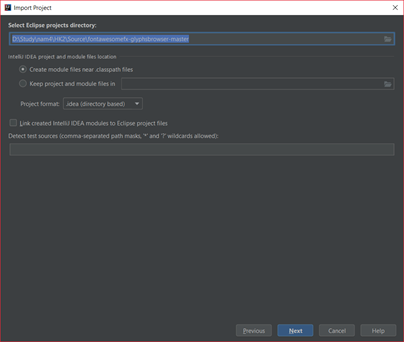 Import Project
Select Eclipse projects directory:
D:\Study\nam4\HK2\Source\fontawesomefx-glyphsbrowser-master
IntelliJ IDEA project and module files location
Create module files near .classpath files
Keep project and module files in
Project format: .idea (directory based)
Link created IntelliJ IDEA modules to Eclipse project files
Detect test sources (comma-separated path masks, '*' and '?' wildcards allowed):
Previous Next Cancel Help